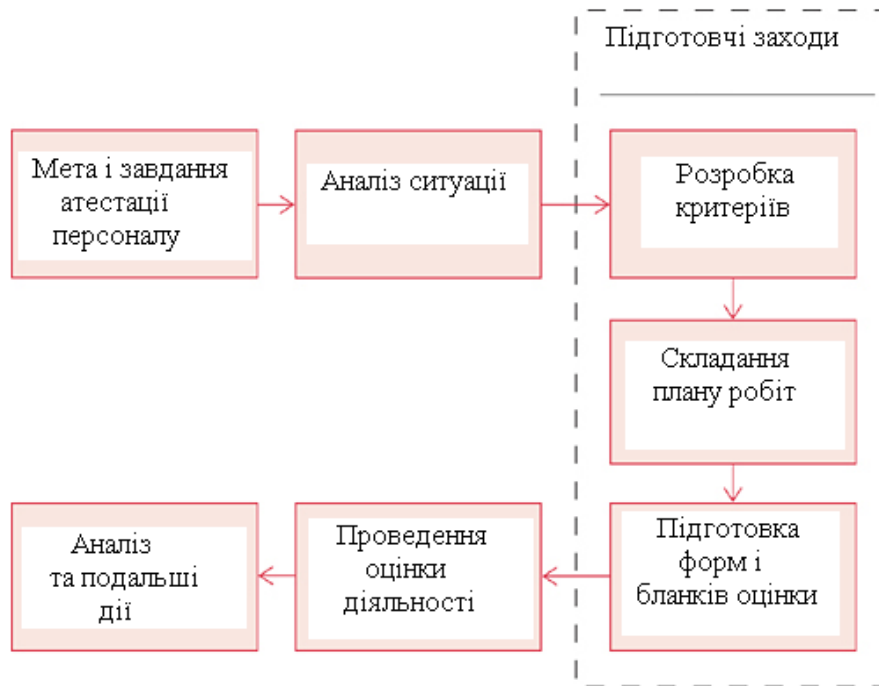 Підготовчі заходи
Мета і завдання
атестації
персоналу
Аналіз ситуації
Розробка
критеріїв
Складання
плану робіт
Підготовка
форм і
бланків оцінки
Проведення
оцінки
діяльності
Аналіз
та подальші
дії